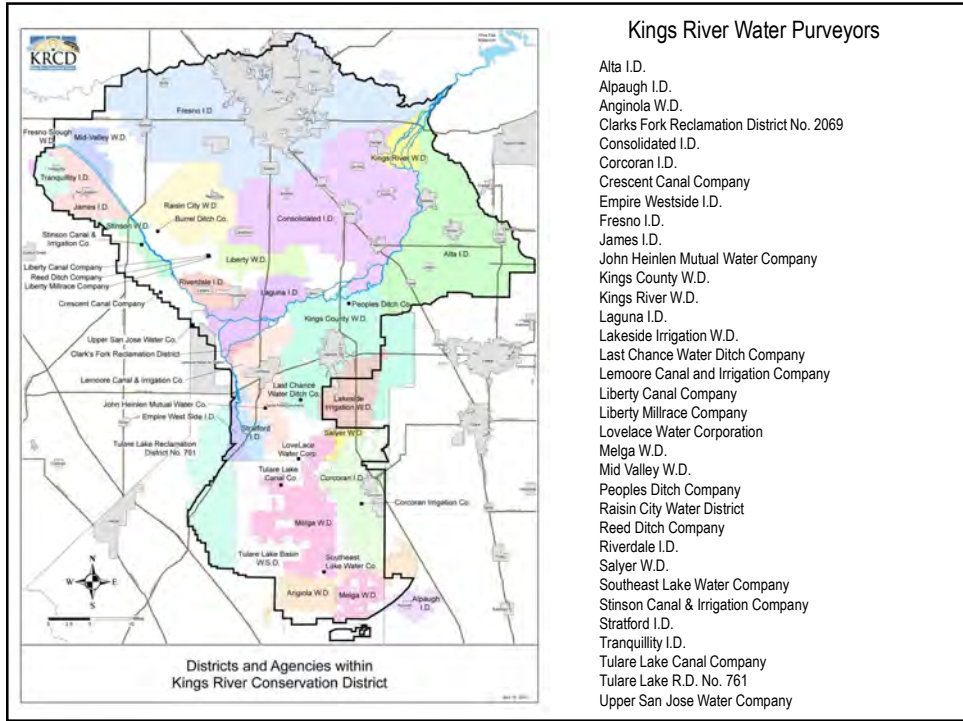 KRCD
Fresno I.D.
Fresno Slough
W.D.
Mid-Valley W.D.
Kings River W.D.
Tranquility I.D.
James I.D.
Raisin City W.D.
Burrel Ditch Co.
Consolidated I.D.
Stinson W.D.
Stinson Canal &
Irrigation Co.
Alta I.D.
Liberty W.D.
Liberty Canal Company
Reed Ditch Company
Liberty Millrace Company
Riverdale I.D.
Laguna I.D.
Crescent Canal Company
Peoples Ditch Co.
Kings County W.D.
Upper San Jose Water Co.
Clark's Fork Reclamation District
Lemoore Canal & Irrigation Co.
Last Chance
Water Ditch Co.
Lakeside
Irrigation W.D.
John Heinlen Mutual Water Co.
Empire West Side I.D.
Stratford
I.D.
Salyer W.D.
Tulare Lake Reclamation
District No. 761
LoveLace
Water Corp.
Tulare Lake
Canal Co.
Corcoran I.D.
Corcoran Irrigation Co.
Melga W.D.
Tulare Lake Basin
W.S.D.
Southeast
Lake Water Co.
Angiola W.D.
Melga W.D.
Alpaugh
I.D.
N
W E
S
Districts and Agencies within
Kings River Conservation District
Kings River Water Purveyors
Alta I.D.
Alpaugh I.D.
Anginola W.D.
Clarks Fork Reclamation District No. 2069
Consolidated I.D.
Corcoran I.D.
Crescent Canal Company
Empire Westside I.D.
Fresno I.D.
James I.D.
John Heinlen Mutual Water Company
Kings County W.D.
Kings River W.D.
Laguna I.D.
Lakeside Irrigation W.D.
Last Chance Water Ditch Company
Lemoore Canal and Irrigation Company
Liberty Canal Company
Liberty Millrace Company
Lovelace Water Corporation
Melga W.D.
Mid Valley W.D.
Peoples Ditch Company
Raisin City Water District
Reed Ditch Company
Riverdale I.D.
Salyer W.D.
Southeast Lake Water Company
Stinson Canal & Irrigation Company
Stratford I.D.
Tranquillity I.D.
Tulare Lake Canal Company
Tulare Lake R.D. No. 761
Upper San Jose Water Company